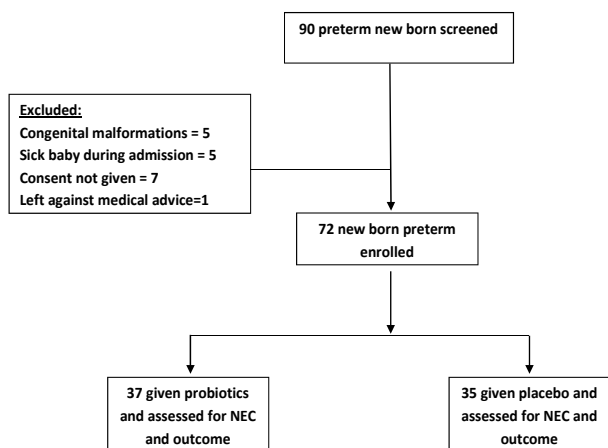 90 preterm new born screened
Excluded:
Congenital malformations = 5
Sick baby during admission = 5
Consent not given = 7
Left against medical advice=1
72 new born preterm
enrolled
37 given probiotics
and assessed for NEC
and outcome
35 given placebo and
assessed for NEC and
outcome